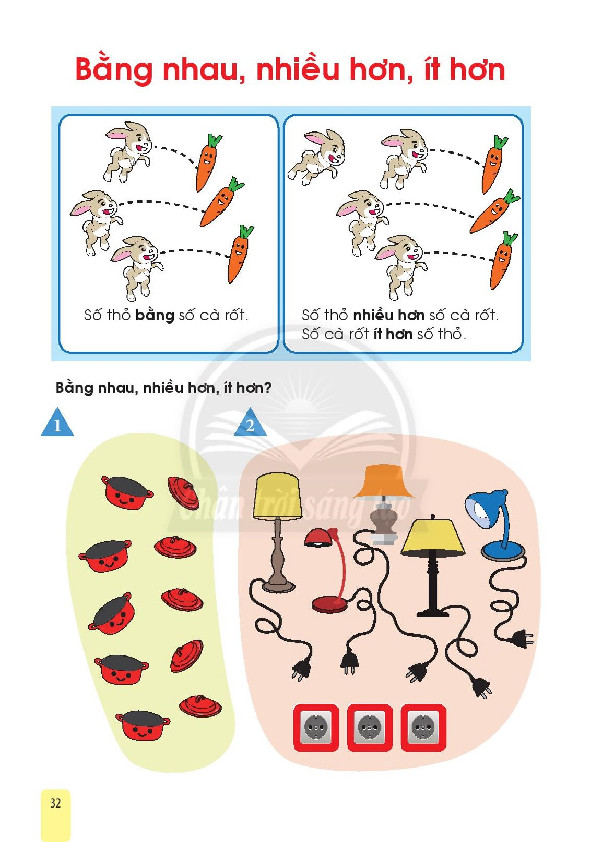 Bằng nhau, nhiều hơn, ít hơn
Số thỏ bằng số cà rốt.
Số thỏ nhiều hơn số cà rốt.
Số cà rốt ít hơn số thỏ.
Bằng nhau, nhiều hơn, ít hơn?
1
2
Chân trời sáng tạo
32